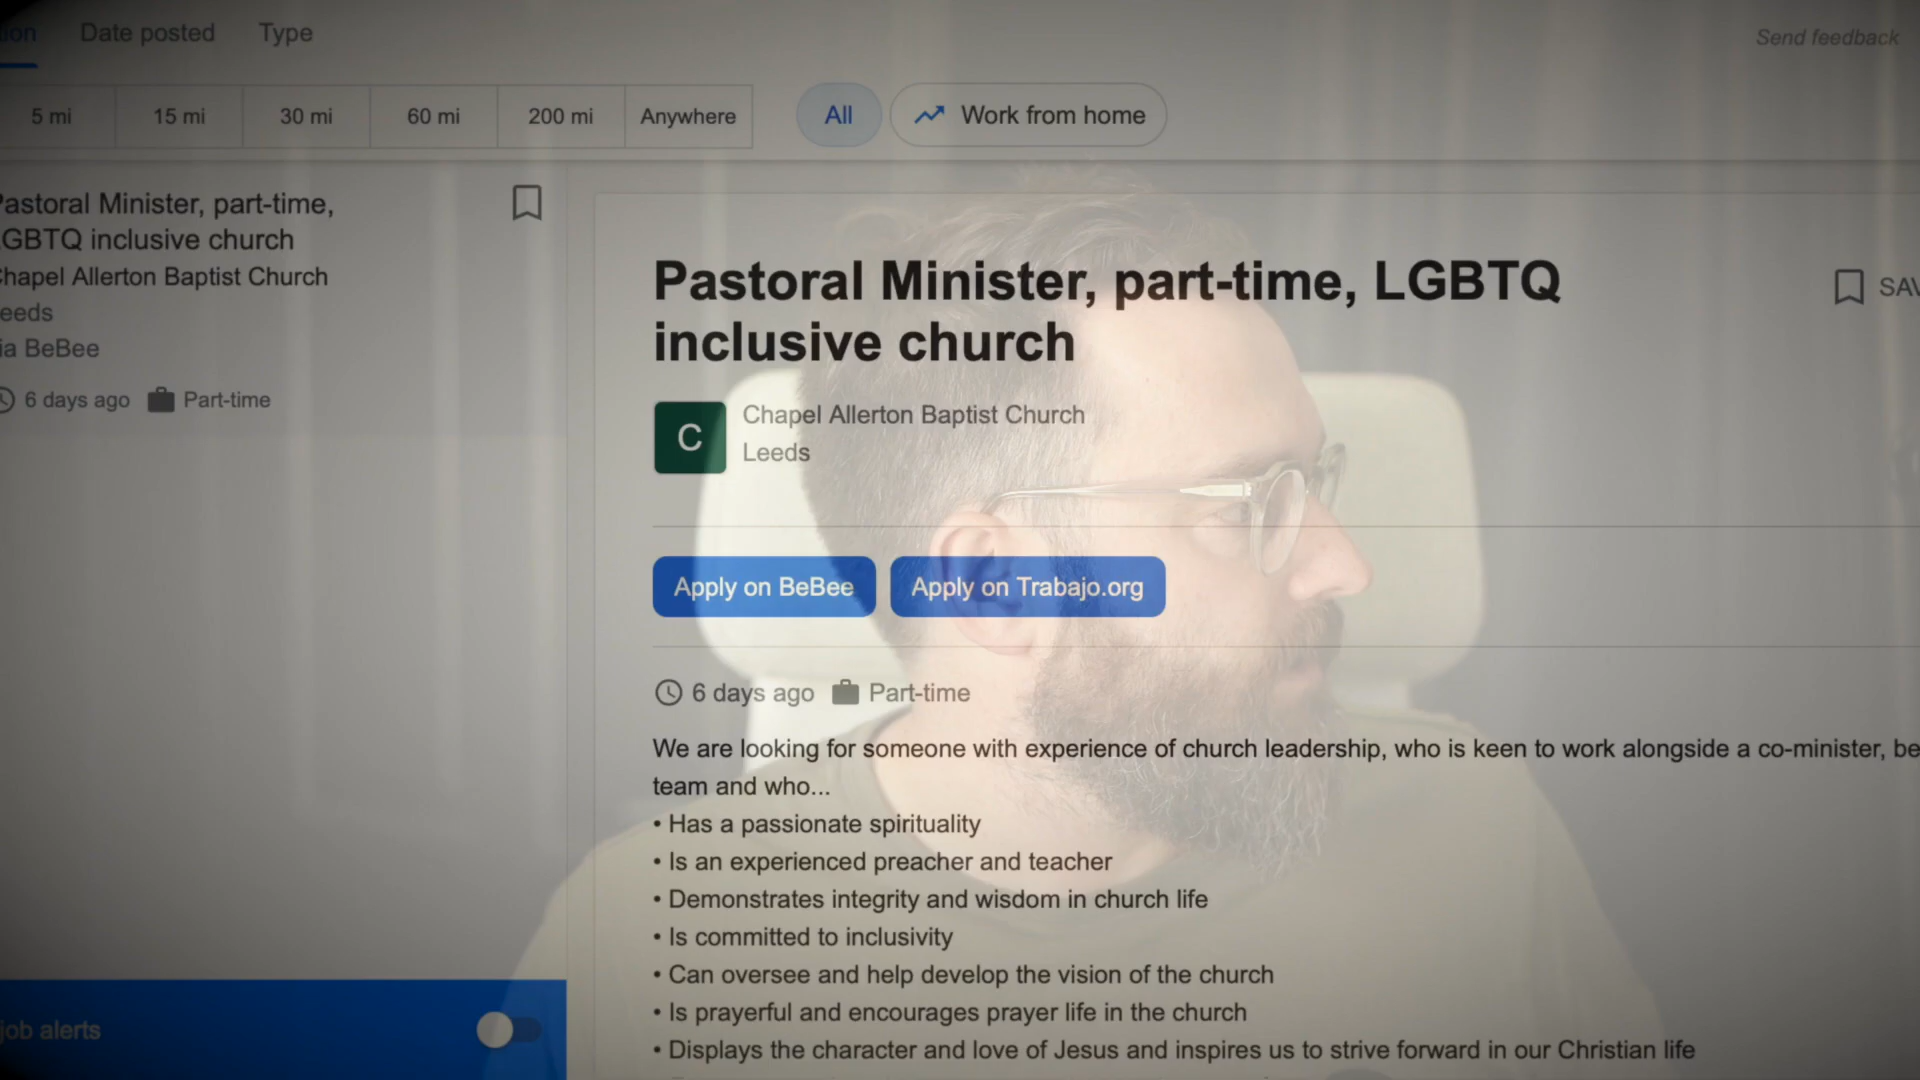 tion Date posted Type
Send feedback
5 mi 15 mi 30 mi 60 mi 200 mi Anywhere All Work from home
Pastoral Minister, part-time,
LGBTQ inclusive church
Chapel Allerton Baptist Church
Leeds
via BeBee
6 days ago Part-time
job alerts
Pastoral Minister, part-time, LGBTQ
inclusive church
SAV
C
Chapel Allerton Baptist Church
Leeds
Apply on BeBee Apply on Trabajo.org
6 days ago Part-time
We are looking for someone with experience of church leadership, who is keen to work alongside a co-minister, be
team and who...
• Has a passionate spirituality
• Is an experienced preacher and teacher
• Demonstrates integrity and wisdom in church life
• Is committed to inclusivity
• Can oversee and help develop the vision of the church
• Is prayerful and encourages prayer life in the church
• Displays the character and love of Jesus and inspires us to strive forward in our Christian life